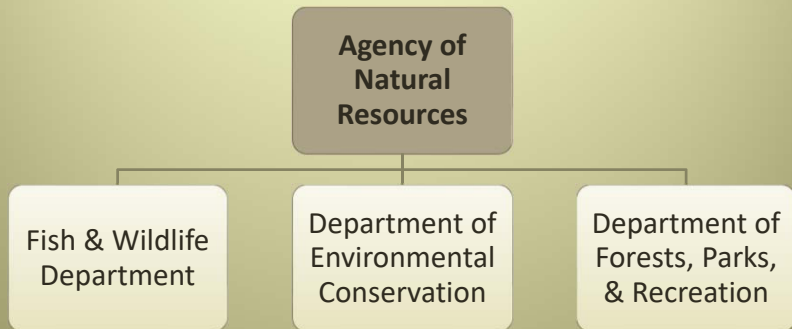 Agency of
Natural
Resources
Fish & Wildlife
Department
Department of
Environmental
Conservation
Department of
Forests, Parks,
& Recreation